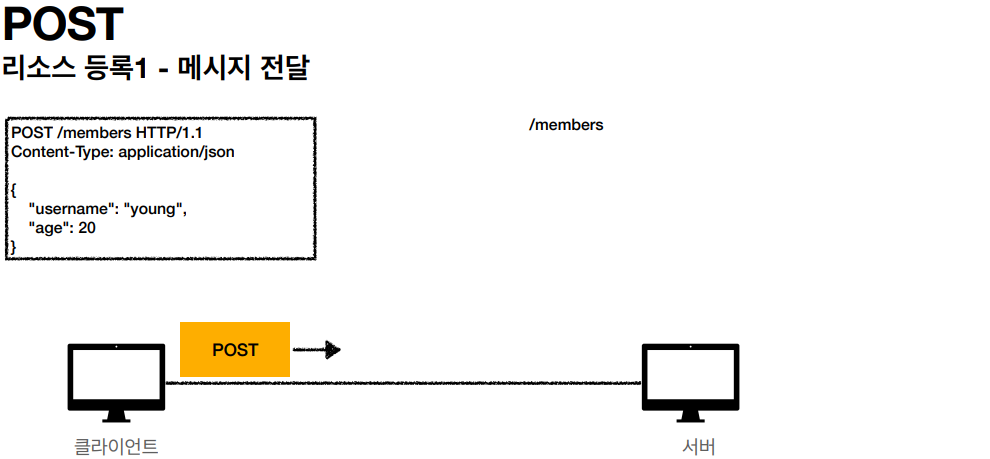 POST
리소스 등록1 - 메시지 전달
POST /members HTTP/1.1
Content-Type: application/json
{
"username": "young",
"age": 20
}
/members
POST
클라이언트
서버